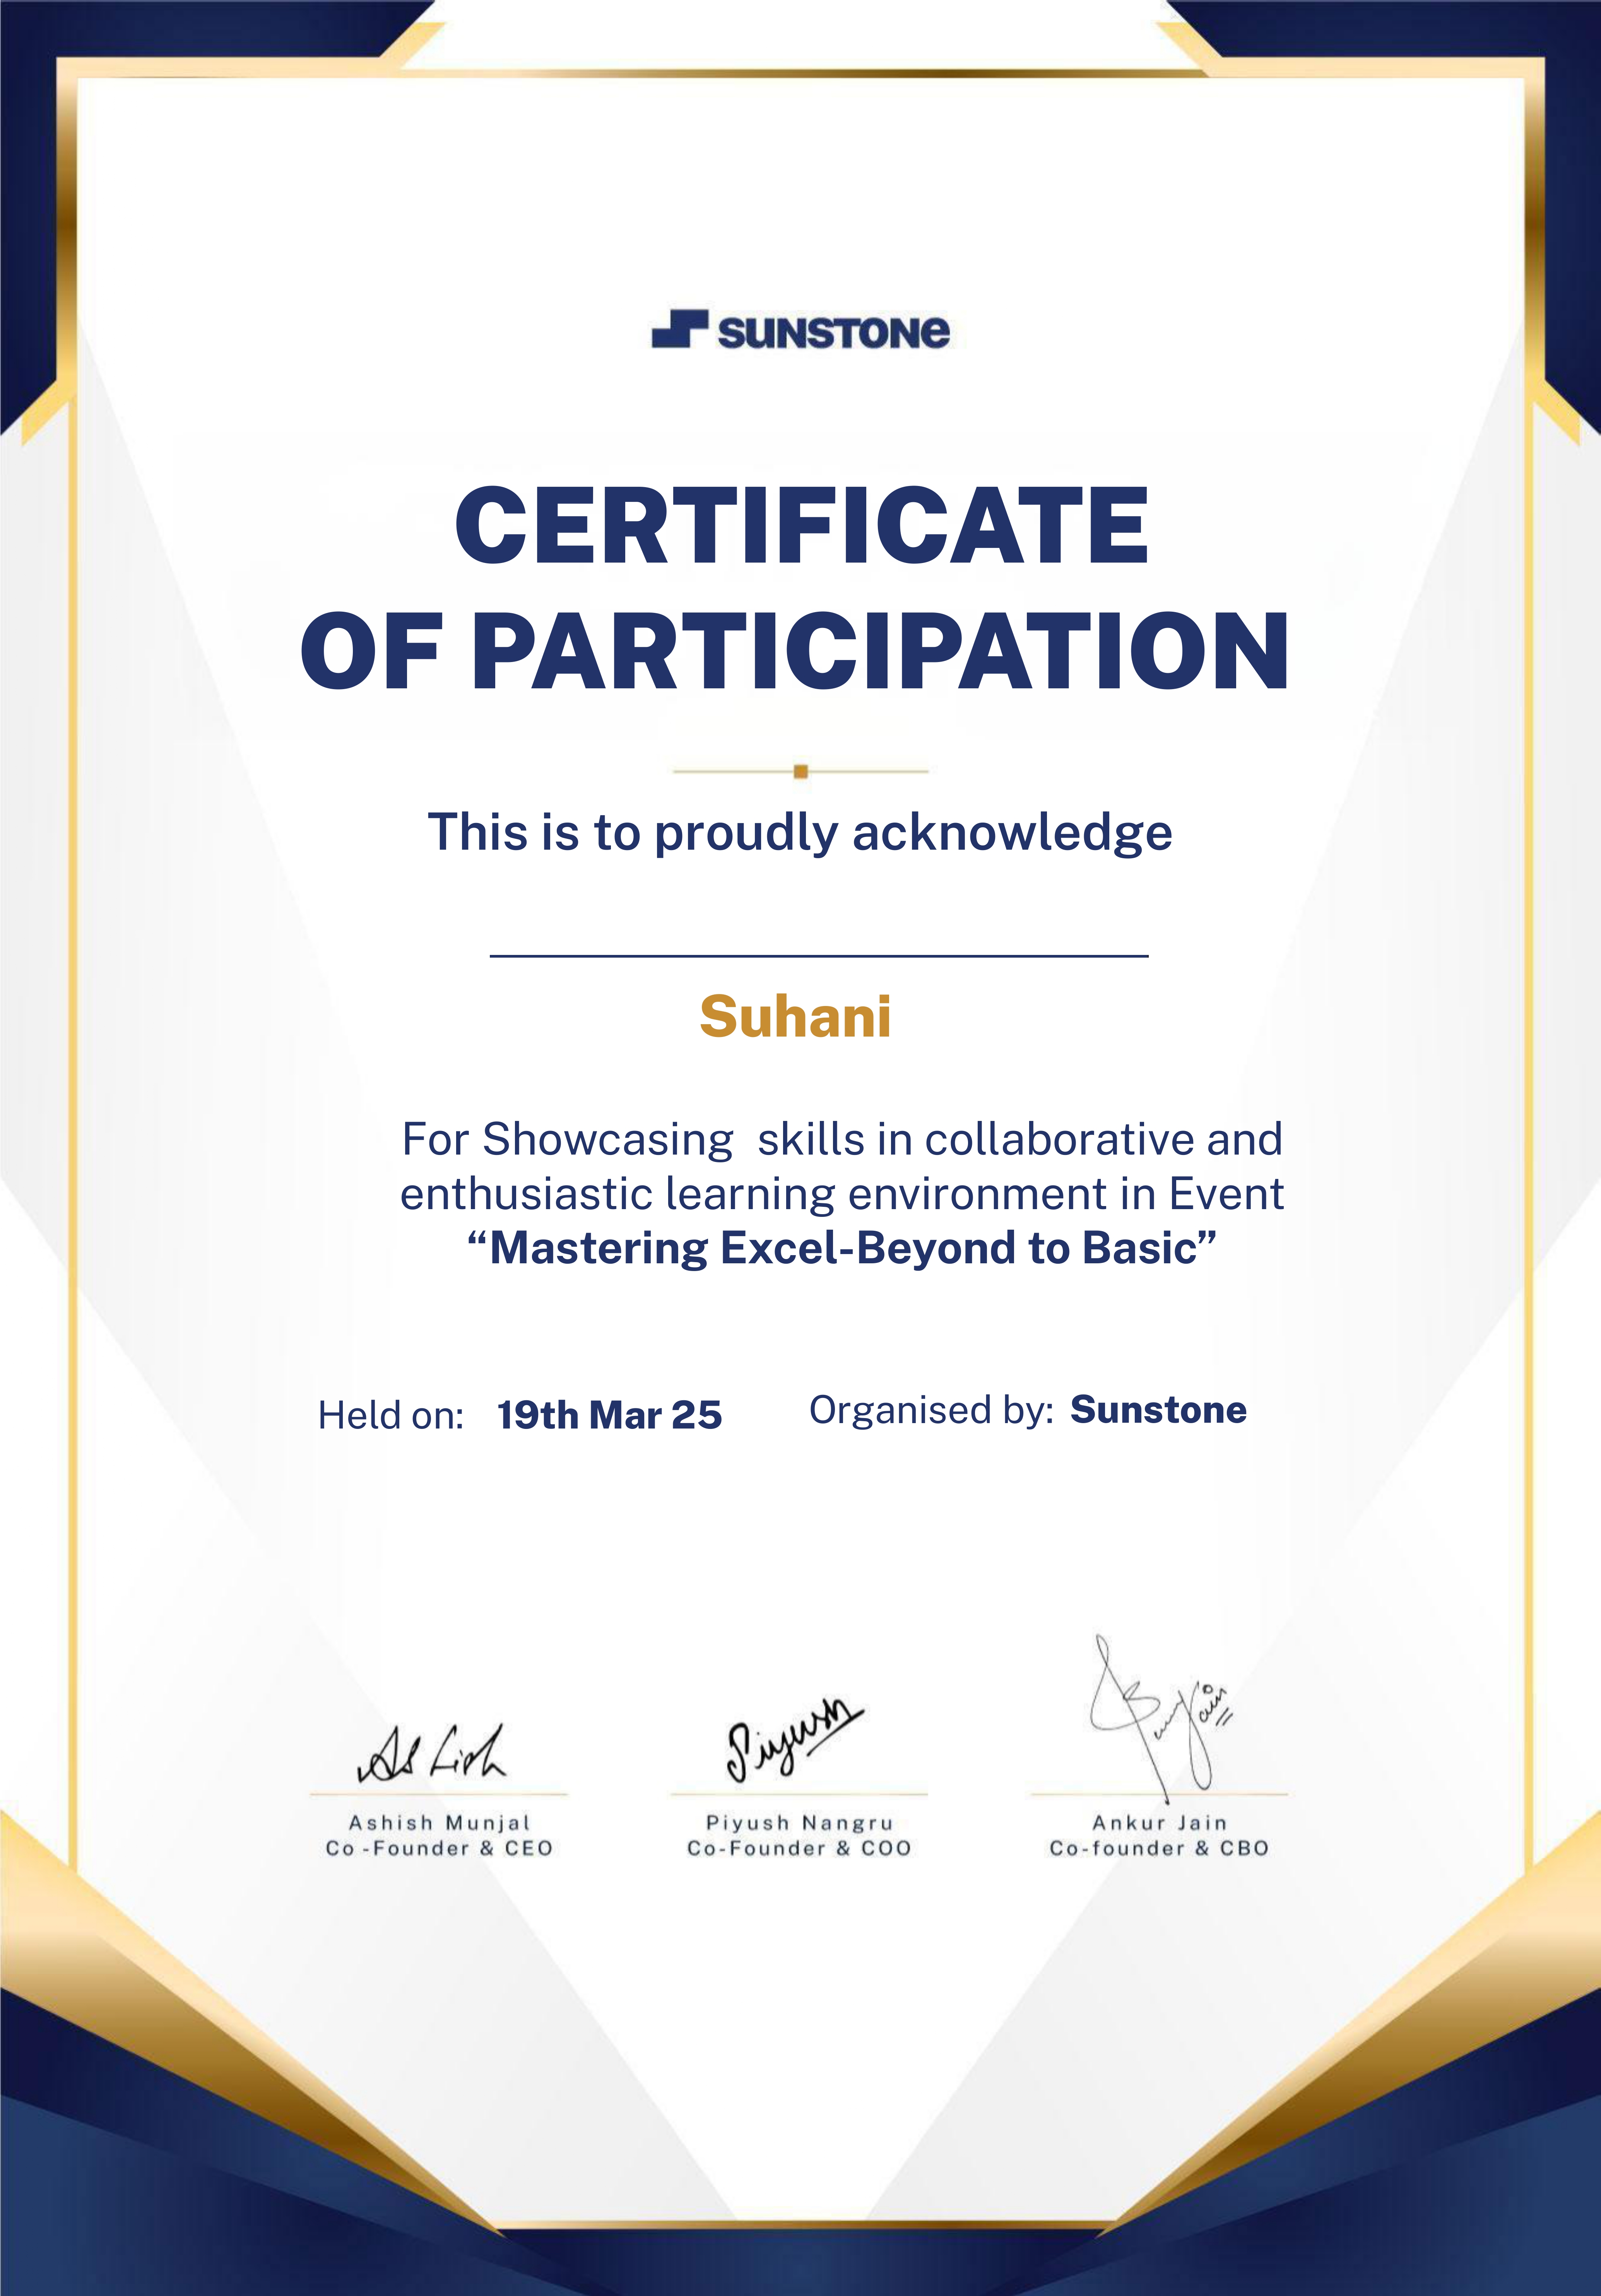 SUNSTONE
CERTIFICATE
OF PARTICIPATION
This is to proudly acknowledge
Suhani
For Showcasing  skills in collaborative and
enthusiastic learning environment in Event
“Mastering Excel-Beyond to Basic”
Held on: 19th Mar 25 Organised by: Sunstone
Piyush
Ashish Munjal
Co -Founder & CEO
Piyush Nangru
Co-Founder & COO
Ankur Jain
Co-founder & CBO